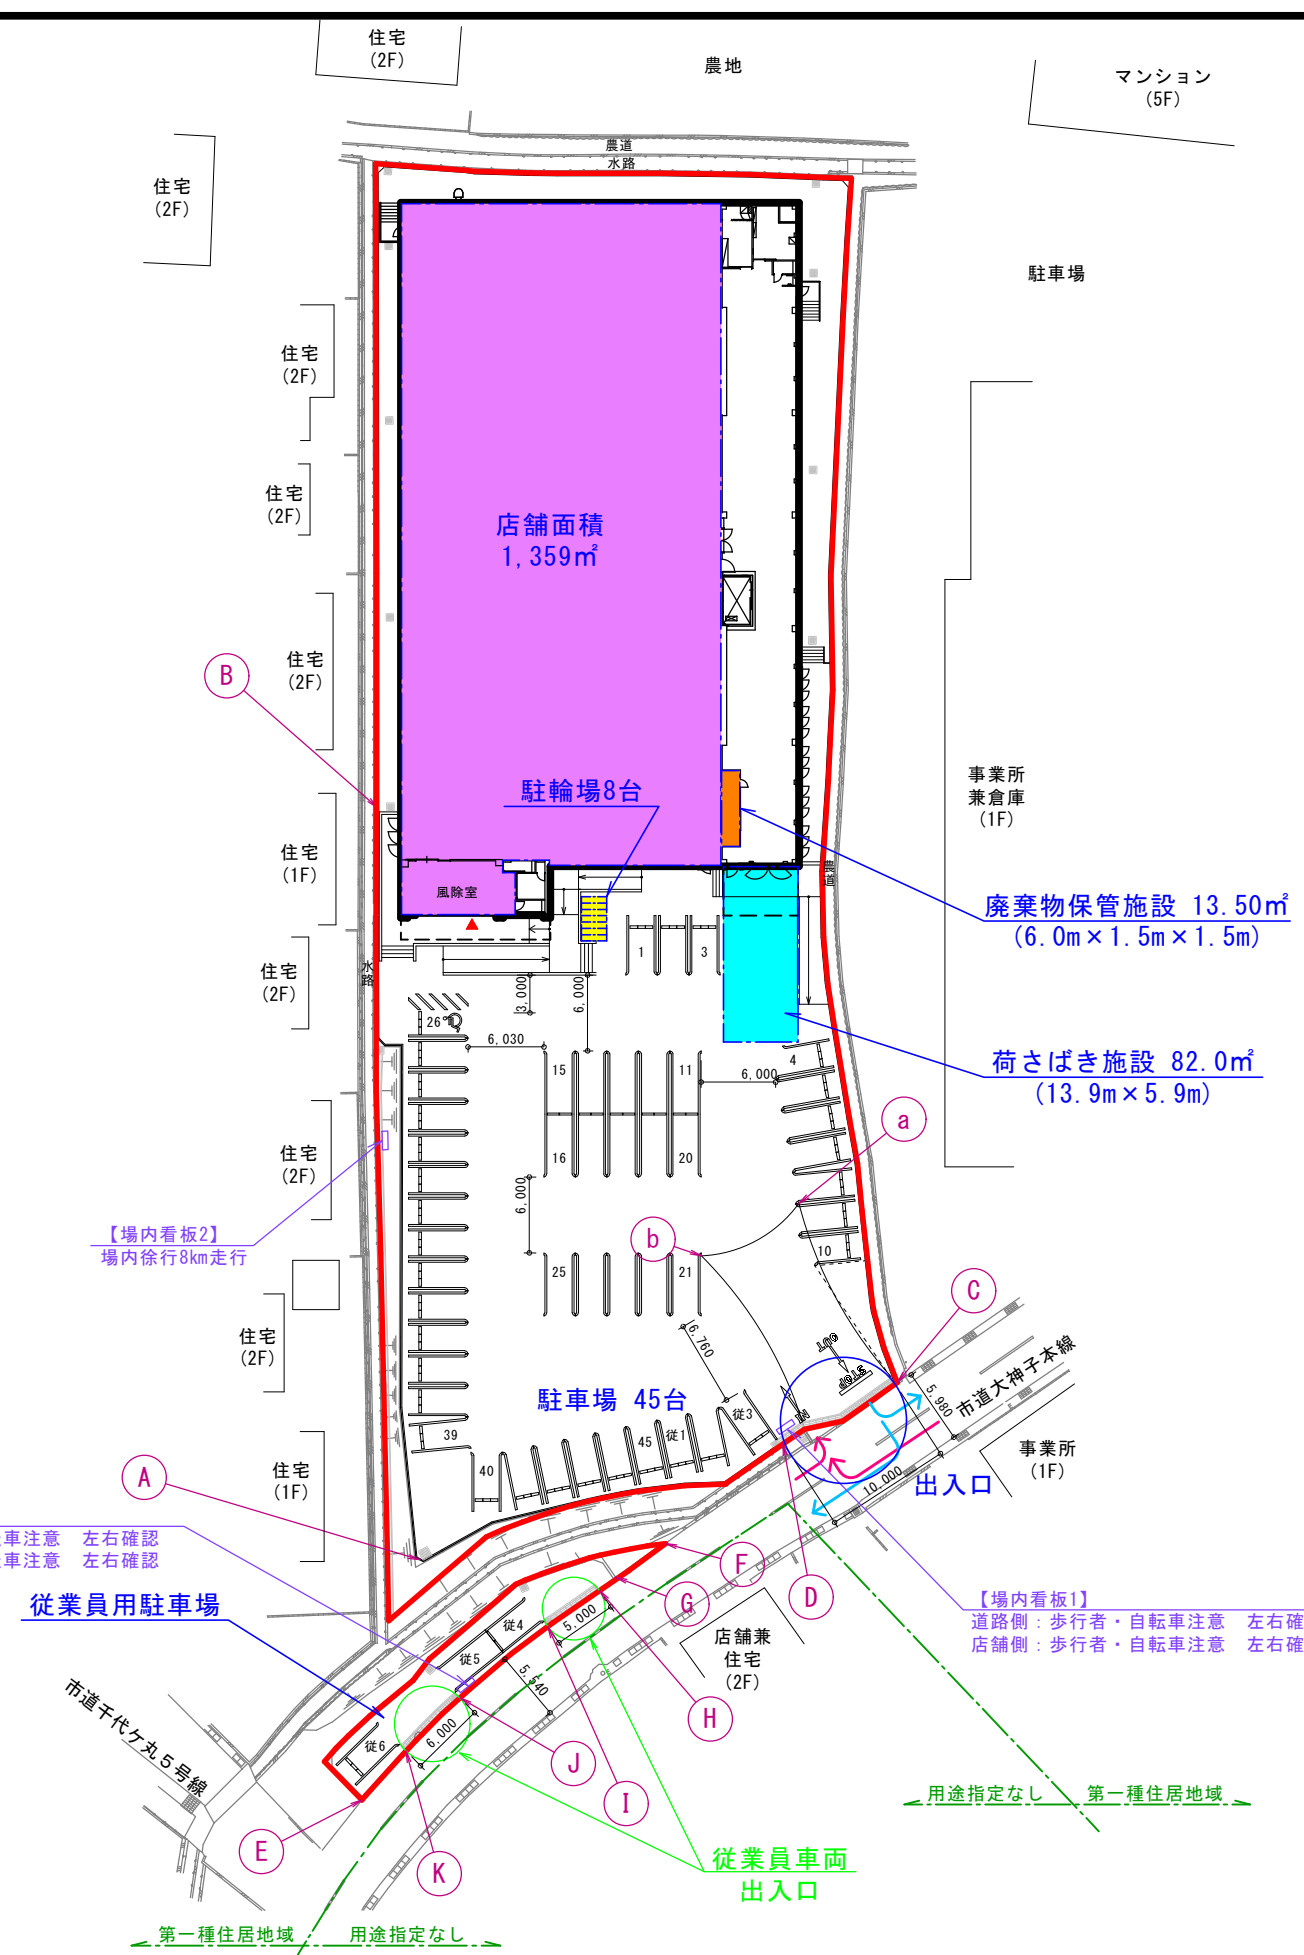 住宅
(2F)
農地
マンション
(5F)
農道
水路
住宅
(2F)
駐車場
住宅
(2F)
住宅
(2F)
店舗面積
1,359㎡
住宅
(2F)
B
事業所
兼倉庫
(1F)
駐輪場8台
住宅
(1F)
風除室
廃棄物保管施設 13.50㎡
(6.0m×1.5m×1.5m)
住宅
(2F)
水路
1
3
3,000
6,000
26
6,030
荷さばき施設 82.0㎡
(13.9m×5.9m)
15
11
4
6,000
a
住宅
(2F)
16
20
6,000
【場内看板2】
場内徐行8km走行
b
10
25
21
C
住宅
(2F)
6,760
OUT
STOP
IN
市道大神子本線
5,980
駐車場 45台
従3
従1
45
39
40
A
住宅
(1F)
事業所
(1F)
出入口
10,000
車注意 左右確認
車注意 左右確認
従業員用駐車場
F
G
D
【場内看板1】
道路側：歩行者・自転車注意 左右確
店舗側：歩行者・自転車注意 左右確
従4
従5
5,000
5,540
店舗兼
住宅
(2F)
H
市道千代ケ丸5号線
従6
6,000
J
I
E
K
用途指定なし
第一種住居地域
従業員車両
出入口
第一種住居地域
用途指定なし